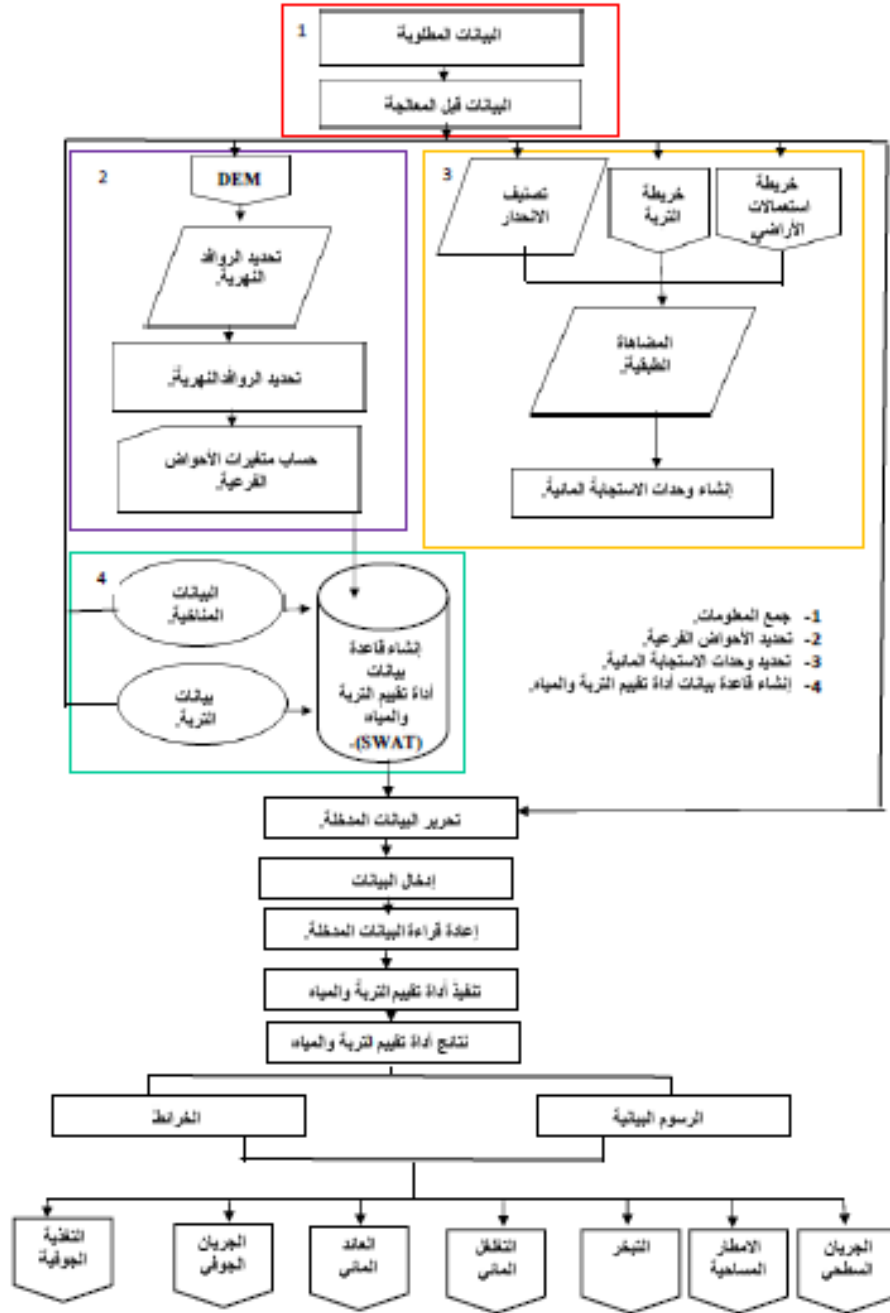 1
البيانات المطلوبة
البيانات قبل المعالجة
2
DEM
تحديد الروافد
النهرية.
تحديد الروافد النهرية.
حساب متغيرات الأحواض
الفرعية.
3
خريطة
استعمالات
الأراضي
خريطة
التربة
تصنيف
الانحدار
المضاهاة
الطبقية.
إنشاء وحدات الاستجابة المائية.
4
البيانات
المناخية.
بيانات
التربة.
إنشاء قاعدة
بيانات
أداة تقييم التربة
والمياه
(SWAT)-
1- جمع المعلومات.
2- تحديد الأحواض الفرعية.
3- تحديد وحدات الاستجابة المائية.
4- إنشاء قاعدة بيانات أداة تقييم التربة والمياه.
تحرير البيانات المدخلة.
إدخال البيانات
إعادة قراءة البيانات المدخلة.
تنفيذ أداة تقييم التربة والمياه
نتائج أداة تقييم التربة والمياه
الرسوم البيانية
الخرائط
الجريان
السطحي
الامطار
المساحية
التبخر
التغلغل
المائي
العائد
المائي
الجريان
الجوفي
التغذية
الجوفية